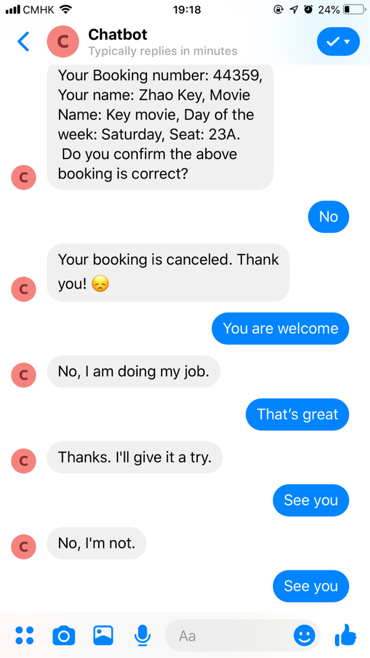 CMHK 19:18 24%
C Chatbot
Typically replies in minutes
Your Booking number: 44359,
Your name: Zhao Key, Movie
Name: Key movie, Day of the
week: Saturday, Seat: 23A.
Do you confirm the above
C booking is correct?
No
Your booking is canceled. Thank
C you! 😞
You are welcome
C No, I am doing my job.
That's great
C Thanks. I'll give it a try.
See you
C No, I'm not.
See you
Aa